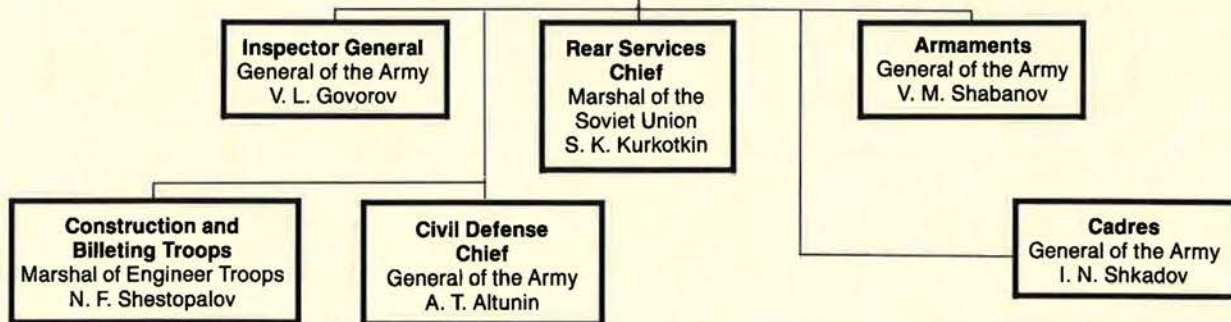 Inspector General
General of the Army
V. L. Govorov
Rear Services
Chief
Marshal of the
Soviet Union
S. K. Kurkotkin
Armaments
General of the Army
V. M. Shabanov
Construction and
Billeting Troops
Marshal of Engineer Troops
N. F. Shestopalov
Civil Defense
Chief
General of the Army
A. T. Altunin
Cadres
General of the Army
I. N. Shkadov